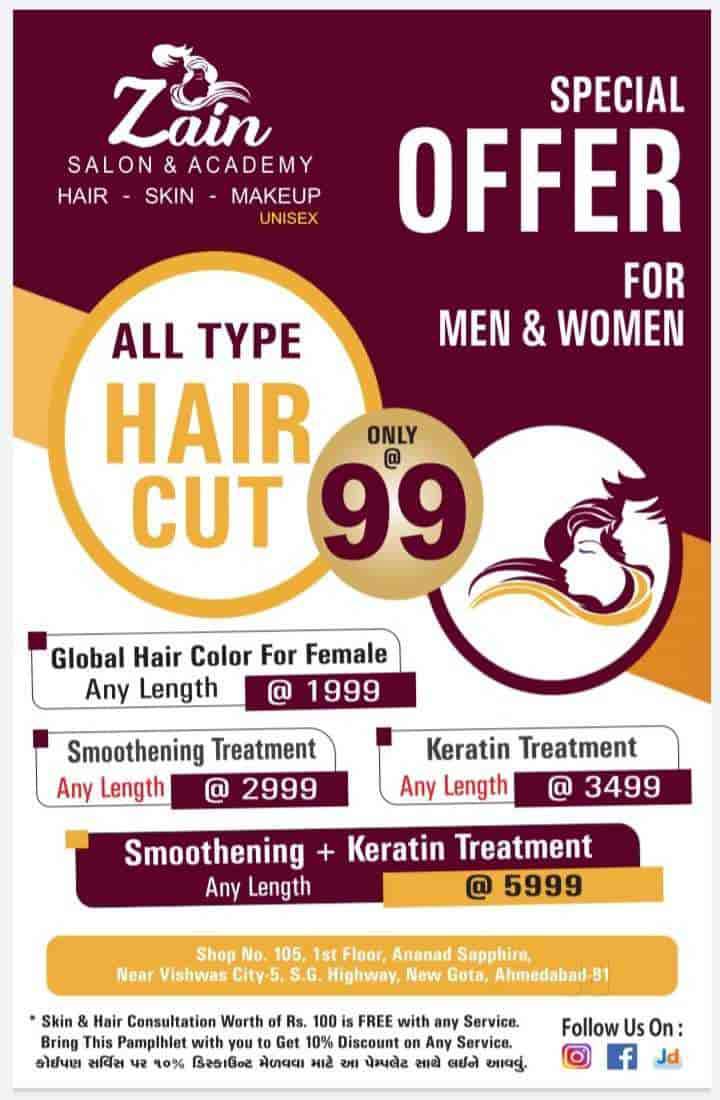 Zain
SALON & ACADEMY
HAIR - SKIN - MAKEUP
UNISEX
SPECIAL
OFFER
FOR
MEN & WOMEN
ALL TYPE
HAIR
CUT
ONLY
@
99
Global Hair Color For Female
Any Length @ 1999
Smoothening Treatment
Any Length @ 2999
Keratin Treatment
Any Length @ 3499
Smoothening + Keratin Treatment
Any Length @ 5999
Shop No. 105, 1st Floor, Ananad Sapphire,
Near Vishwas City-5, S.G. Highway, New Gota, Ahmedabad-81
* Skin & Hair Consultation Worth of Rs. 100 is FREE with any Service.
Bring This Pamplhlet with you to Get 10% Discount on Any Service.
કોઈપણ સર્વિસ પર ૧૦% ડિસ્કાઉન્ટ મેળવવા માટે આ પેમ્પલેટ સાથે લઈને આવવું.
Follow Us On :
f Jd